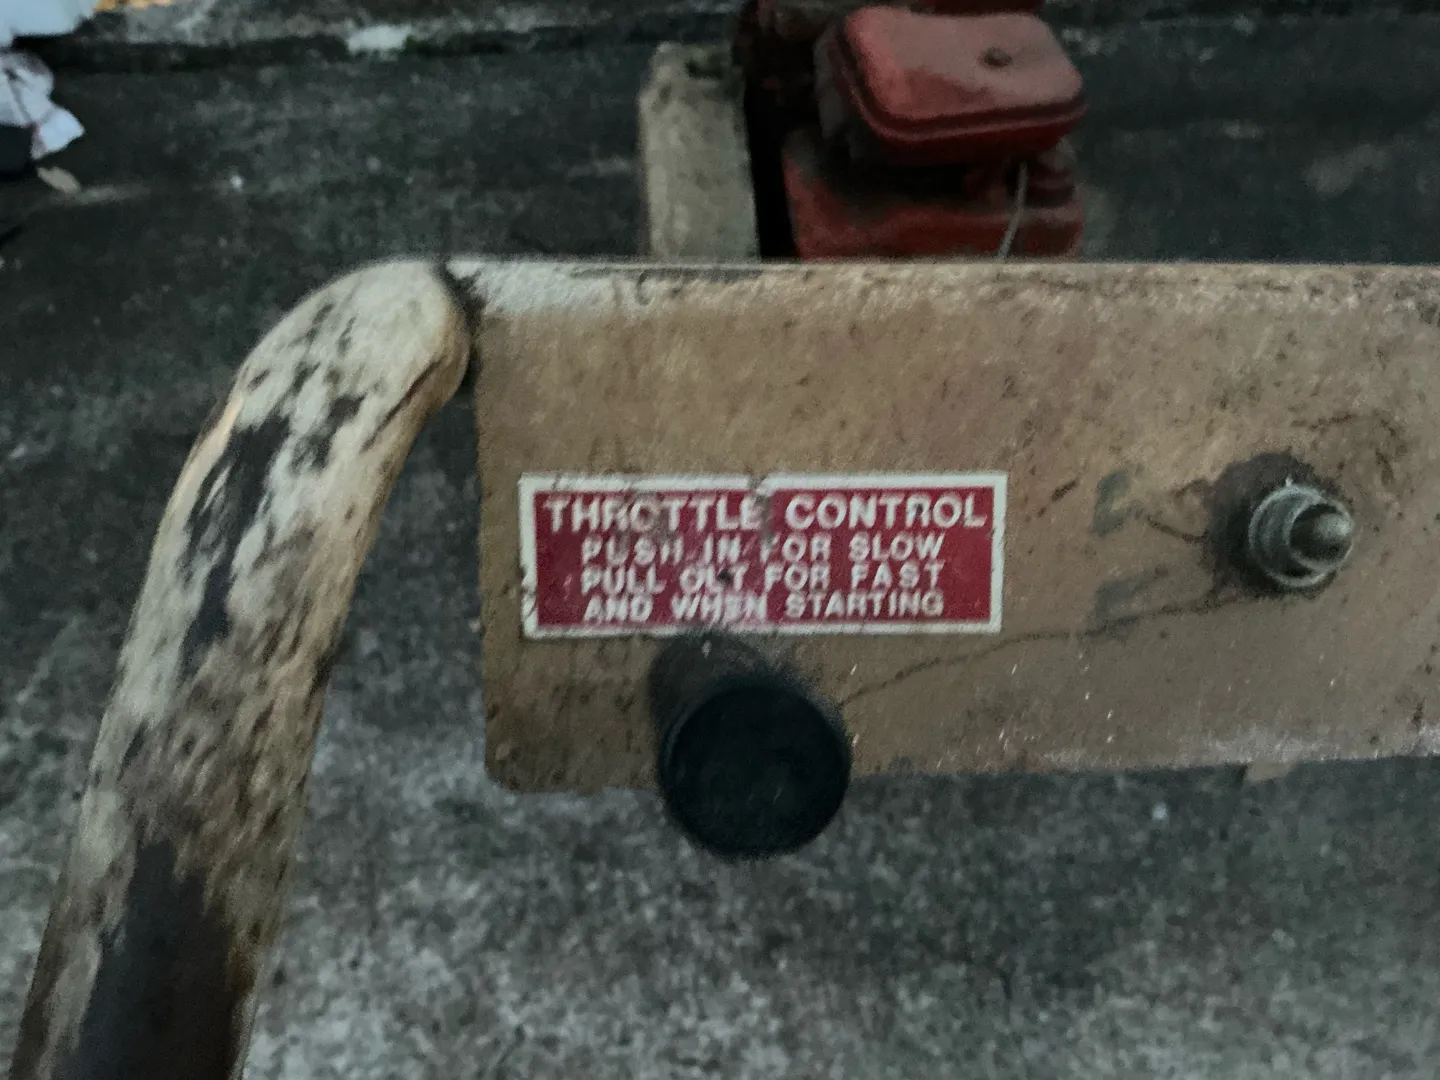 THROTTLE CONTROL
PUSH IN FOR SLOW
PULL OUT FOR FAST
AND WHEN STARTING